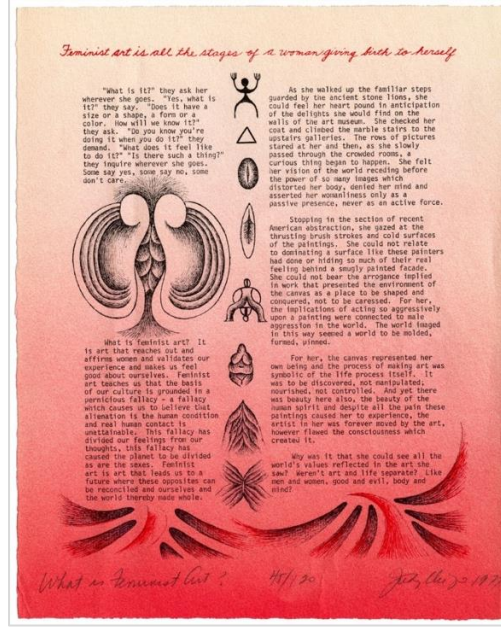 Feminist art is all the stages of a woman giving birth to herself
"What is it?" they ask her
wherever she goes. "Yes, what is
it?" they say. "Does it have a
size or a shape, a form or a
color. How will we know it?"
they ask. "Do you know you're
doing it when you do it?" they
demand. "What does it feel like
to do it?" "Is there such a thing?"
they inquire wherever she goes.
Some say yes, some say no, some
don't care.
What is feminist art? It
is art that reaches out and
affirms women and validates our
experience and makes us feel
good about ourselves. Feminist
art teaches us that the basis
of our culture is grounded in a
pernicious fallacy - a fallacy
which causes us to believe that
alienation is the human condition
and real human contact is
unattainable. This fallacy has
divided our feelings from our
thoughts, this fallacy has
caused the planet to be divided
as are the sexes. Feminist
art is art that leads us to a
future where these opposites can
be reconciled and ourselves and
the world thereby made whole.
As she walked up the familiar steps
guarded by the ancient stone lions, she
could feel her heart pound in anticipation
of the delights she would find on the
walls of the art museum. She checked her
coat and climbed the marble stairs to the
upstairs galleries. The rows of pictures
stared at her and then, as she slowly
passed through the crowded rooms, a
curious thing began to happen. She felt
her vision of the world receding before
the power of so many images which
distorted her body, denied her mind and
asserted her womanliness only as a
passive presence, never as an active force.
Stopping in the section of recent
American abstraction, she gazed at the
thrusting brush strokes and cold surfaces
of the paintings. She could not relate
to dominating a surface like these painters
had done or hiding so much of their real
feeling behind a smugly painted facade.
She could not bear the arrogance implied
in work that presented the environment of
the canvas as a place to be shaped and
conquered, not to be caressed. For her,
the implications of acting so aggressively
upon a painting were connected to male
aggression in the world. The world imaged
in this way seemed a world to be molded,
formed, pinned.
For her, the canvas represented her
own being and the process of making art was
symbolic of the life process itself. It
was to be discovered, not manipulated,
nourished, not controlled. And yet there
was beauty here also, the beauty of the
human spirit and despite all the pain these
paintings caused her to experience, the
artist in her was forever moved by the art,
however flawed the consciousness which
created it.
Why was it that she could see all the
world's values reflected in the art she
saw? Weren't art and life separate? Like
men and women, good and evil, body and
mind?
What is Feminist Art?
Judy Chicago